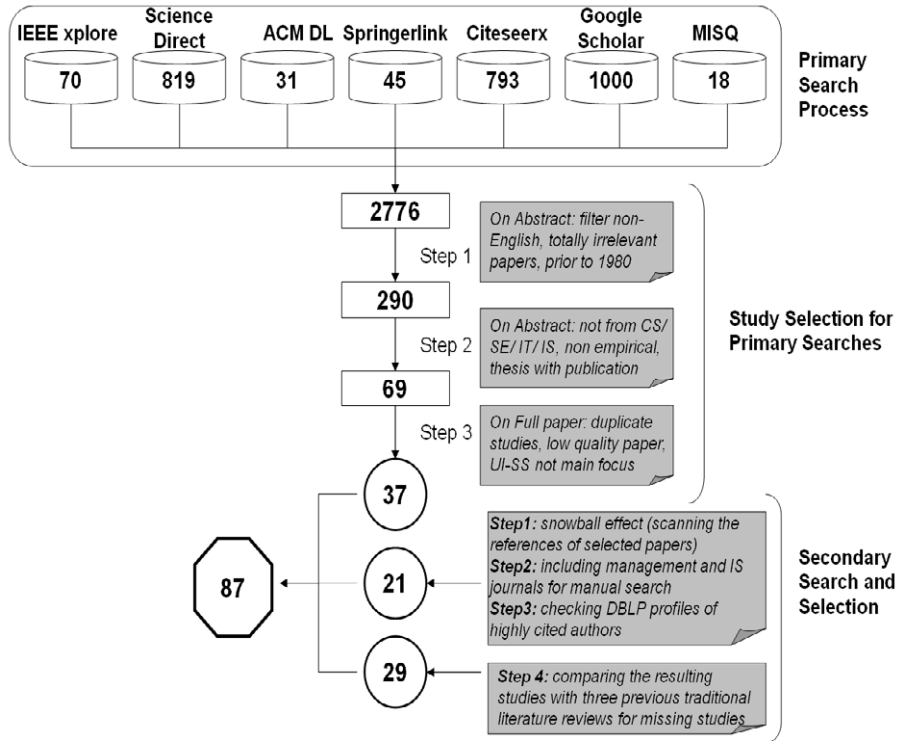 IEEE xplore
Science
Direct
ACM DL
Springerlink
Citeseerx
Google
Scholar
MISQ
70
819
31
45
793
1000
18
Primary
Search
Process
2776
Step 1
On Abstract: filter non-
English, totally irrelevant
papers, prior to 1980
290
Step 2
On Abstract: not from CS/
SE/ IT/ IS, non empirical,
thesis with publication
Study Selection for
Primary Searches
69
Step 3
On Full paper: duplicate
studies, low quality paper,
UI-SS not main focus
37
Step1: snowball effect (scanning the
references of selected papers)
Step2: including management and IS
journals for manual search
Step3: checking DBLP profiles of
highly cited authors
Secondary
Search and
Selection
87
21
29
Step 4: comparing the resulting
studies with three previous traditional
literature reviews for missing studies